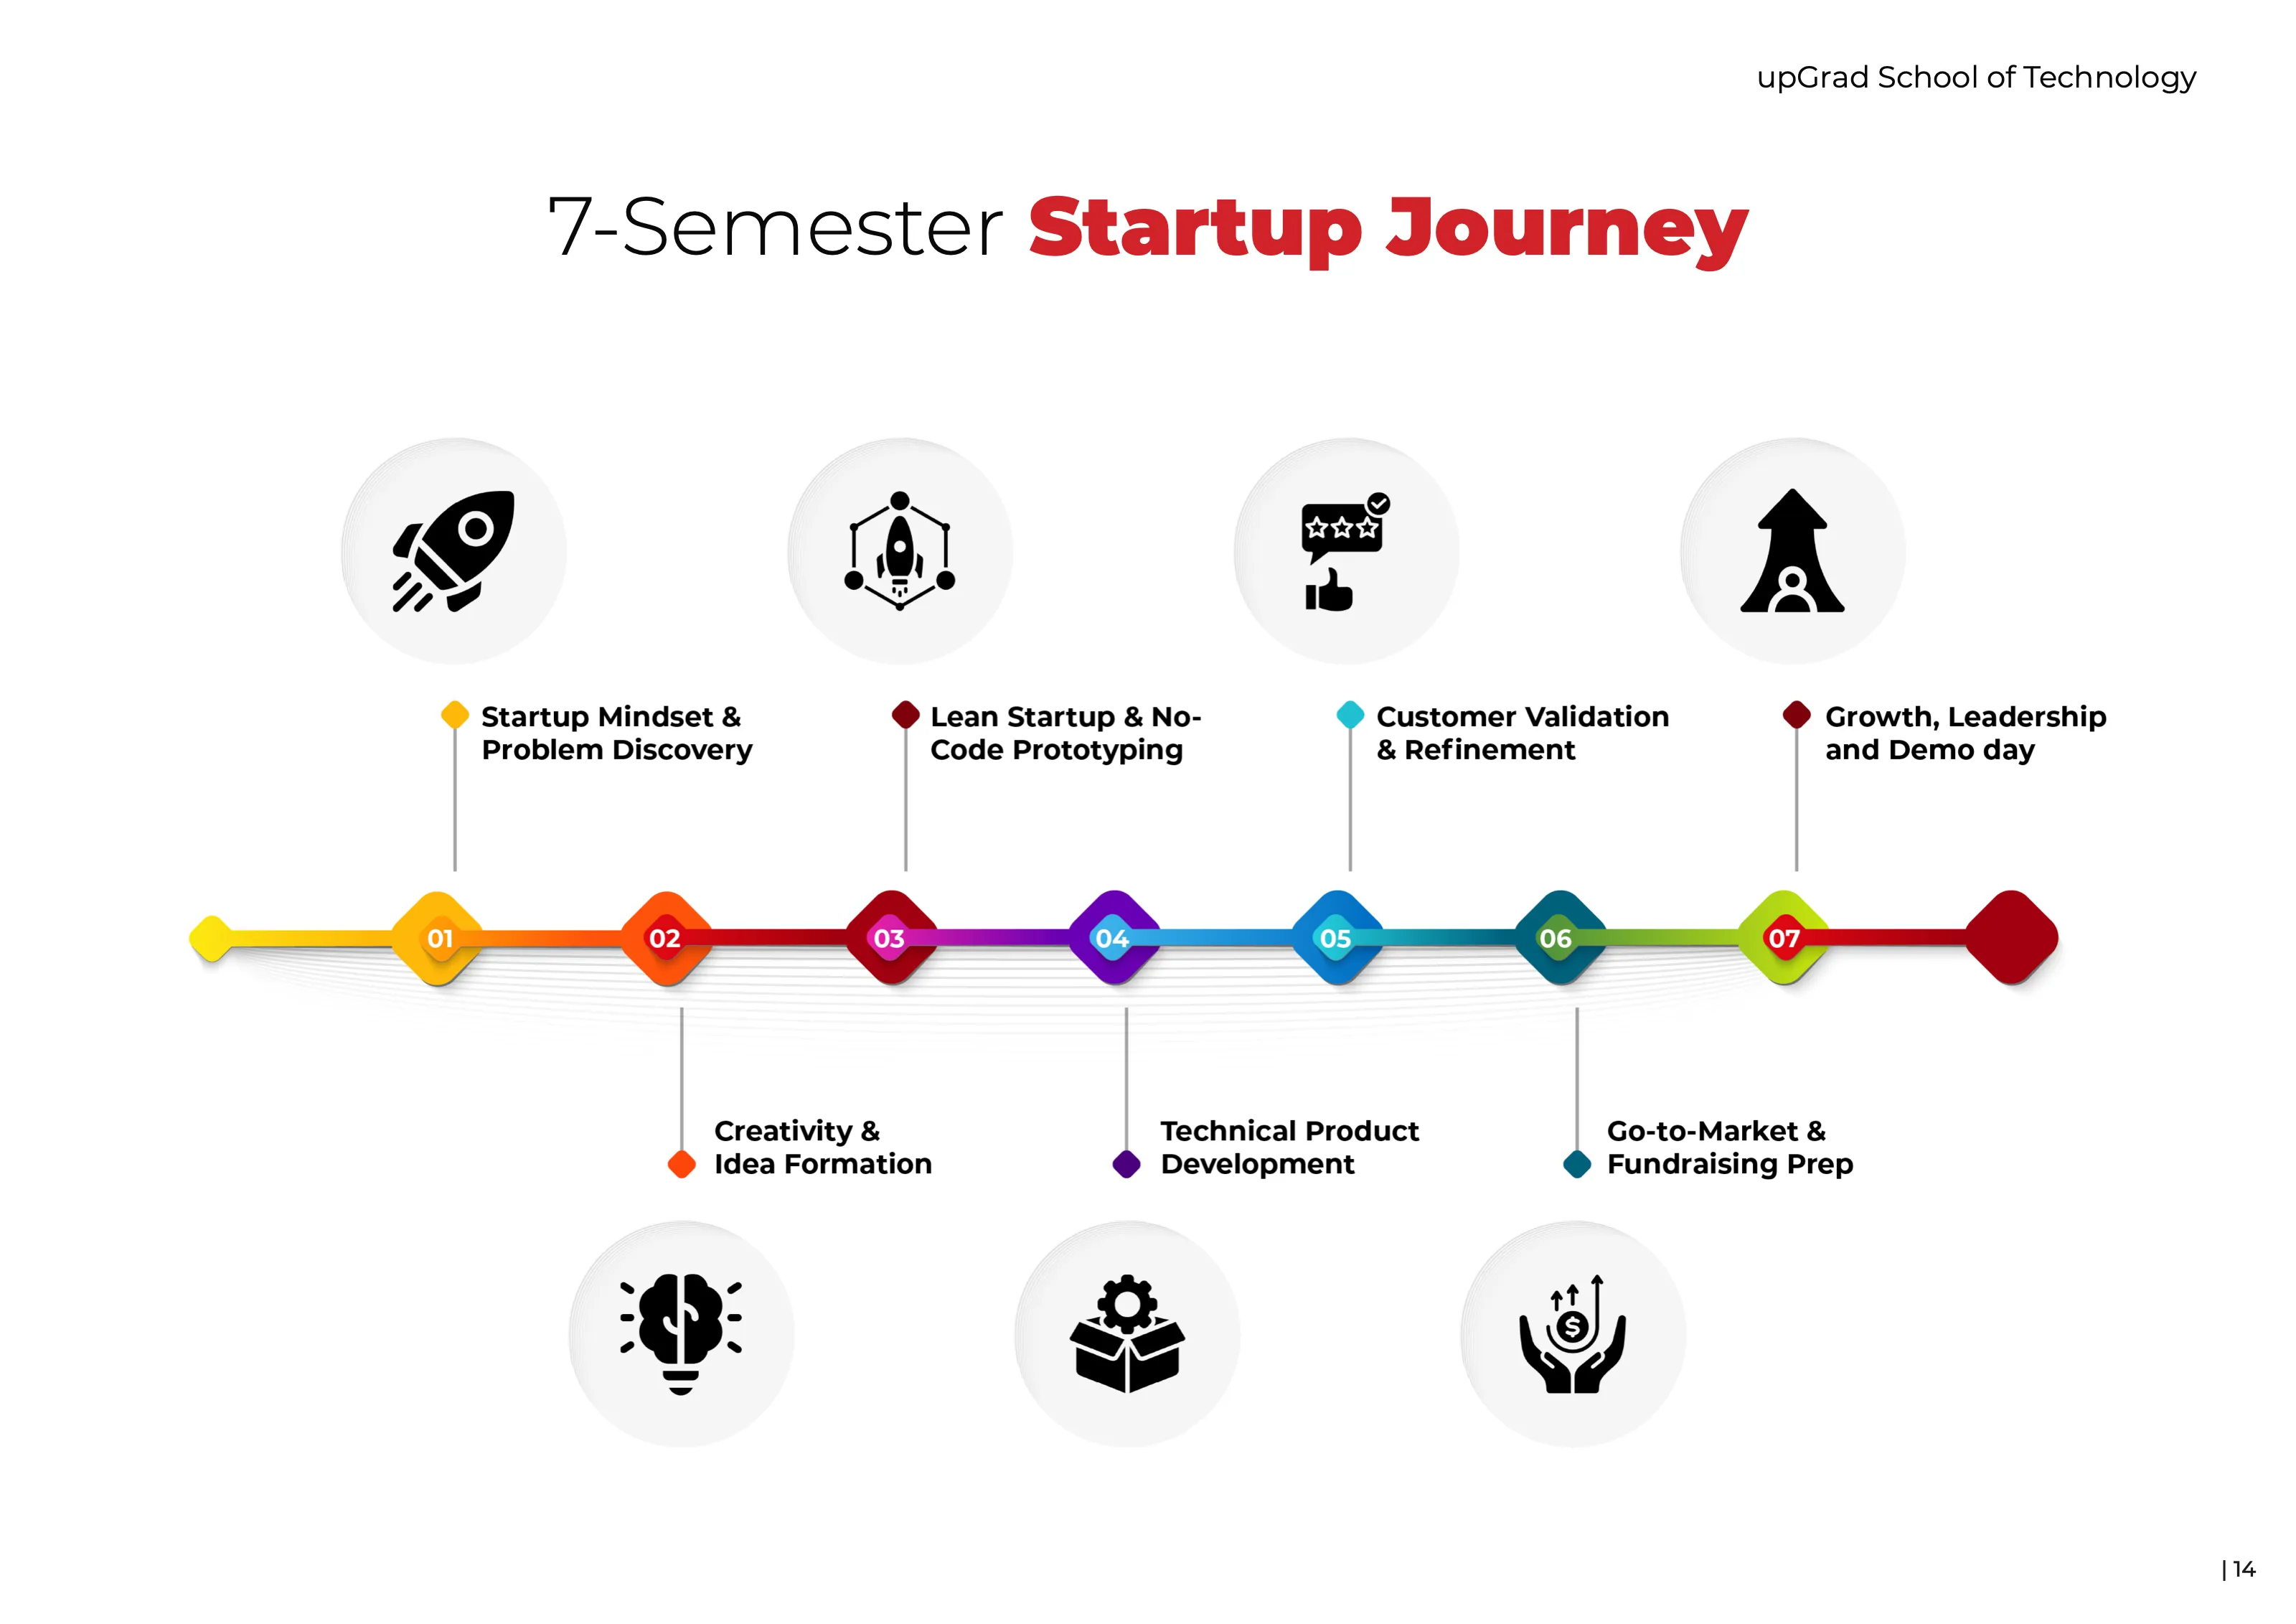 upGrad School of Technology
7-Semester Startup Journey
Startup Mindset &
Problem Discovery
Lean Startup & No-
Code Prototyping
Customer Validation
& Refinement
Growth, Leadership
and Demo day
01
02
03
04
05
06
07
Creativity &
Idea Formation
Technical Product
Development
Go-to-Market &
Fundraising Prep
$
| 14